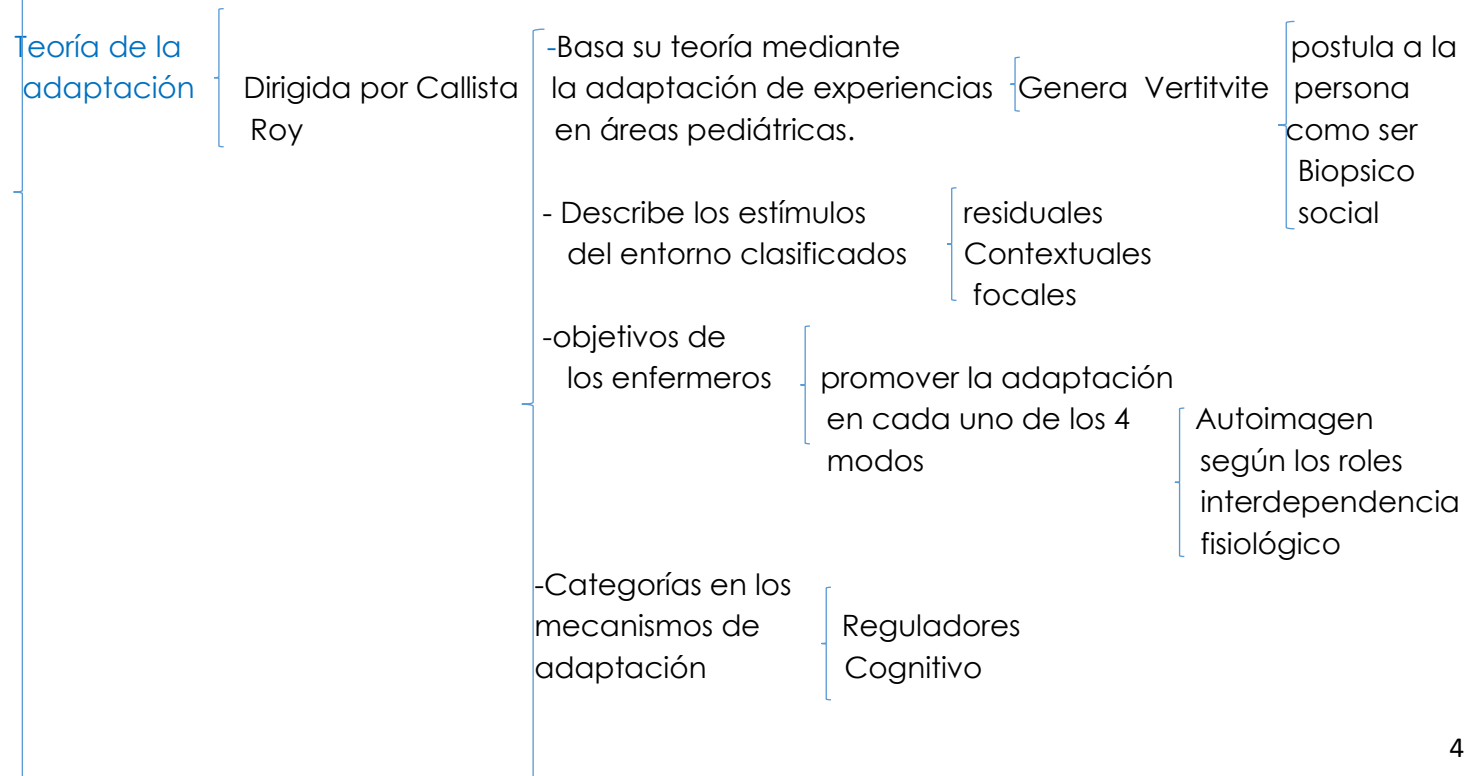 Teoría de la
adaptación
Dirigida por Callista
Roy
-Basa su teoría mediante
la adaptación de experiencias
en áreas pediátricas.
Genera Vertitvite
postula a la
persona
como ser
Biopsico
social
- Describe los estímulos
del entorno clasificados
residuales
Contextuales
focales
-objetivos de
los enfermeros
promover la adaptación
en cada uno de los 4
modos
Autoimagen
según los roles
interdependencia
fisiológico
-Categorías en los
mecanismos de
adaptación
Reguladores
Cognitivo
4